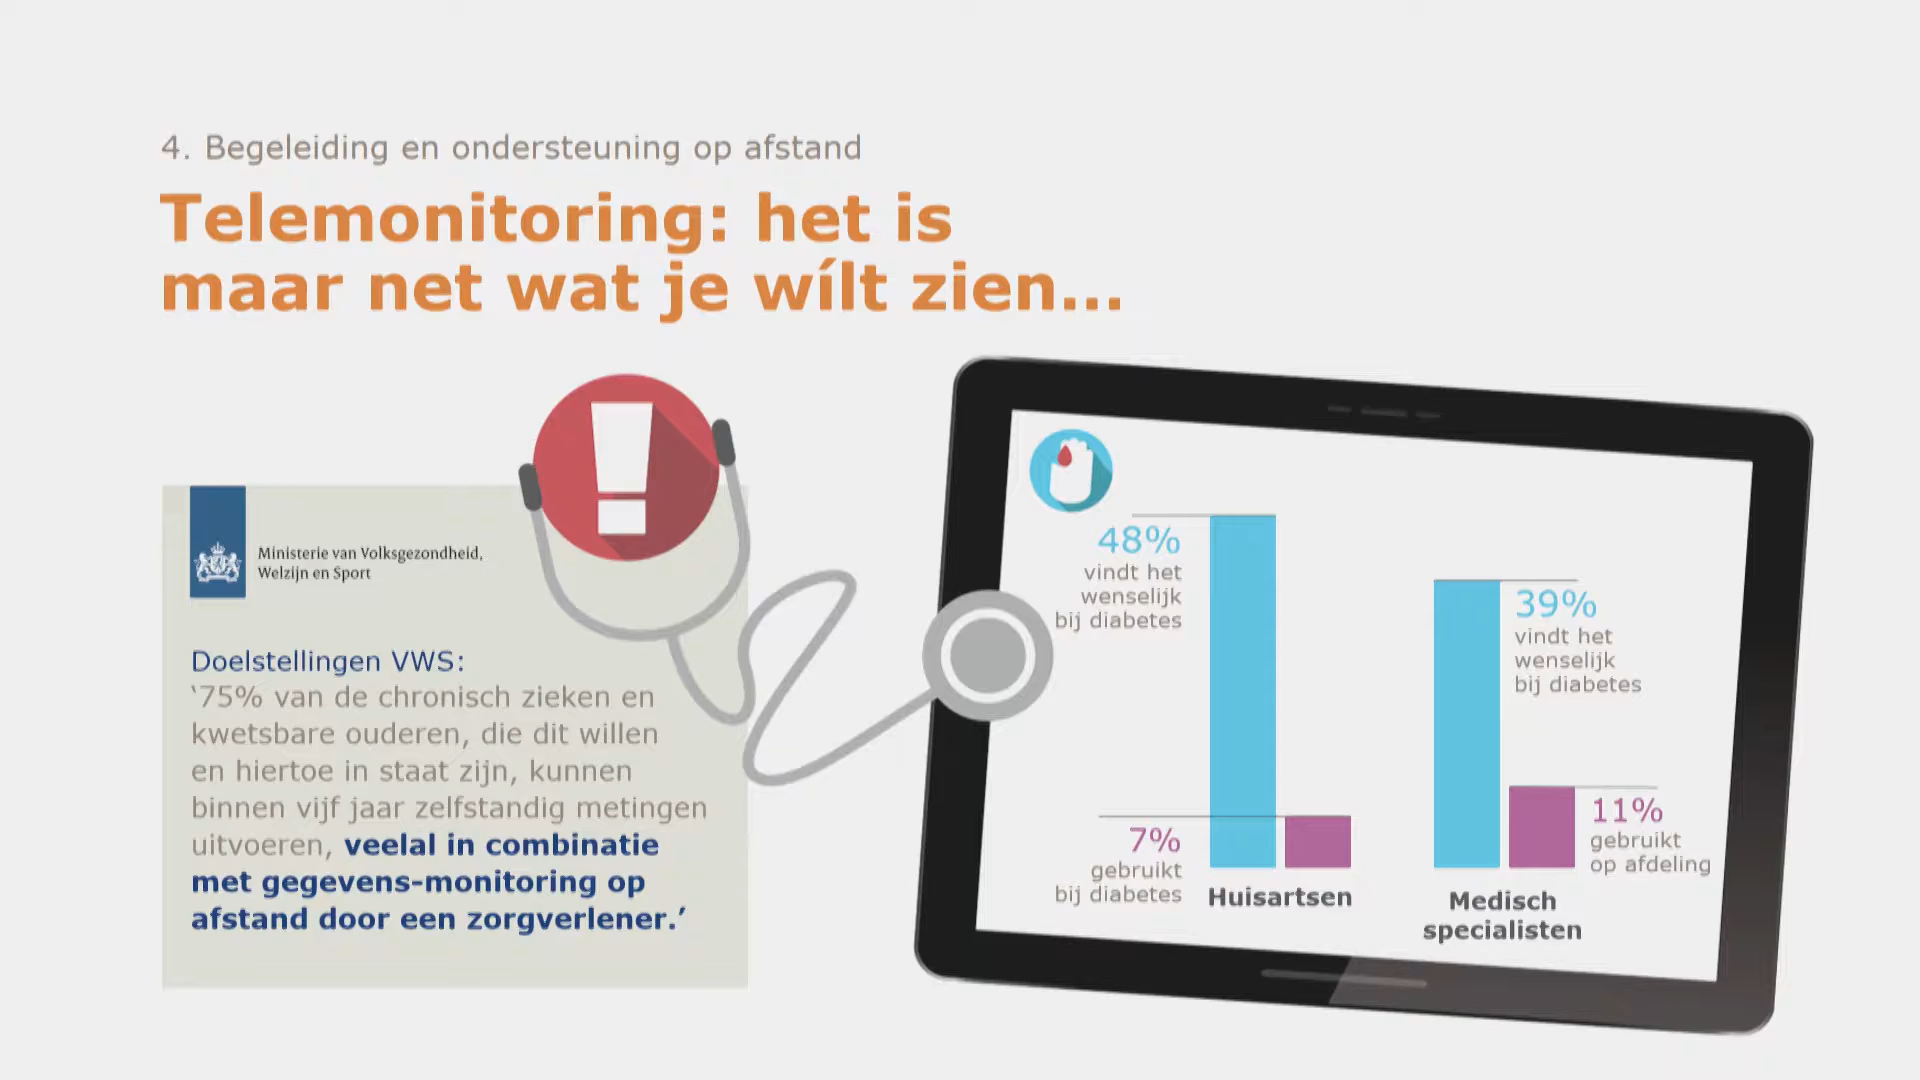 4. Begeleiding en ondersteuning op afstand
Telemonitoring: het is
maar net wat je wílt zien...
Ministerie van Volksgezondheid,
Welzijn en Sport
Doelstellingen VWS:
‘75% van de chronisch zieken en
kwetsbare ouderen, die dit willen
en hiertoe in staat zijn, kunnen
binnen vijf jaar zelfstandig metingen
uitvoeren, veelal in combinatie
met gegevens-monitoring op
afstand door een zorgverlener.’
48%
vindt het
wenselijk
bij diabetes
7%
gebruikt
bij diabetes
Huisartsen
39%
vindt het
wenselijk
bij diabetes
11%
gebruikt
op afdeling
Medisch
specialisten